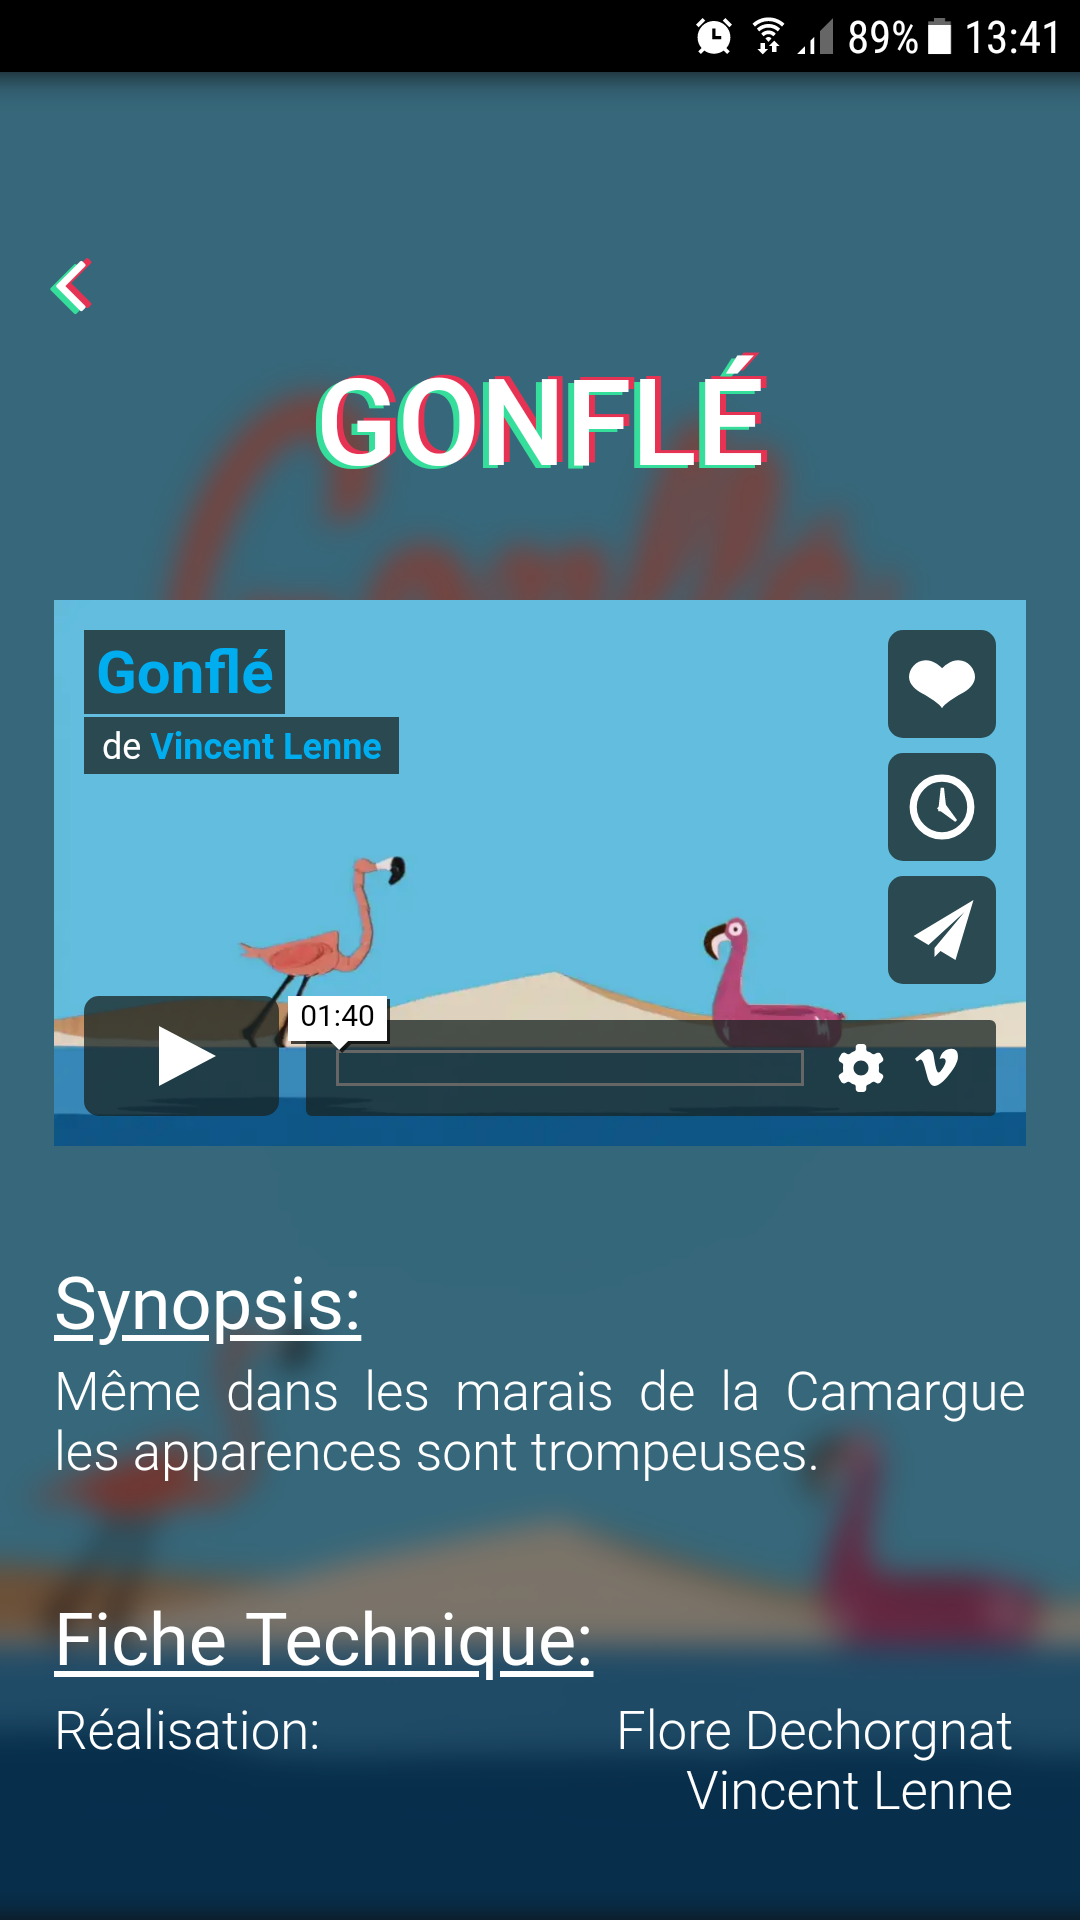 89% 13:41
GONFLÉ
Gonflé
de Vincent Lenne
01:40
Synopsis:
Même dans les marais de la Camargue
les apparences sont trompeuses.
Fiche Technique:
Réalisation: Flore Dechorgnat
Vincent Lenne